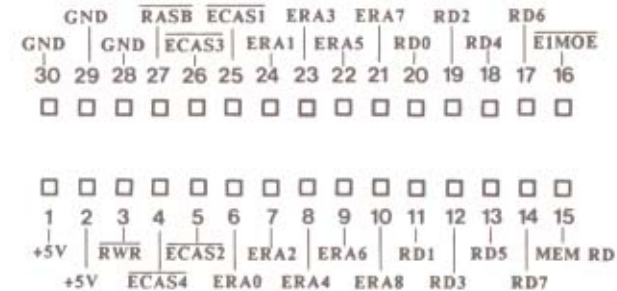 GND RASB ECAS1 ERA3 ERA7 RD2 RD6
GND GND ECAS3 ERA1 ERA5 RD0 RD4 E1MOE
30 29 28 27 26 25 24 23 22 21 20 19 18 17 16
1 2 3 4 5 6 7 8 9 10 11 12 13 14 15
+5V RWR ECAS2 ERA2 ERA6 RD1 RD5 MEM RD
+5V ECAS4 ERA0 ERA4 ERA8 RD3 RD7